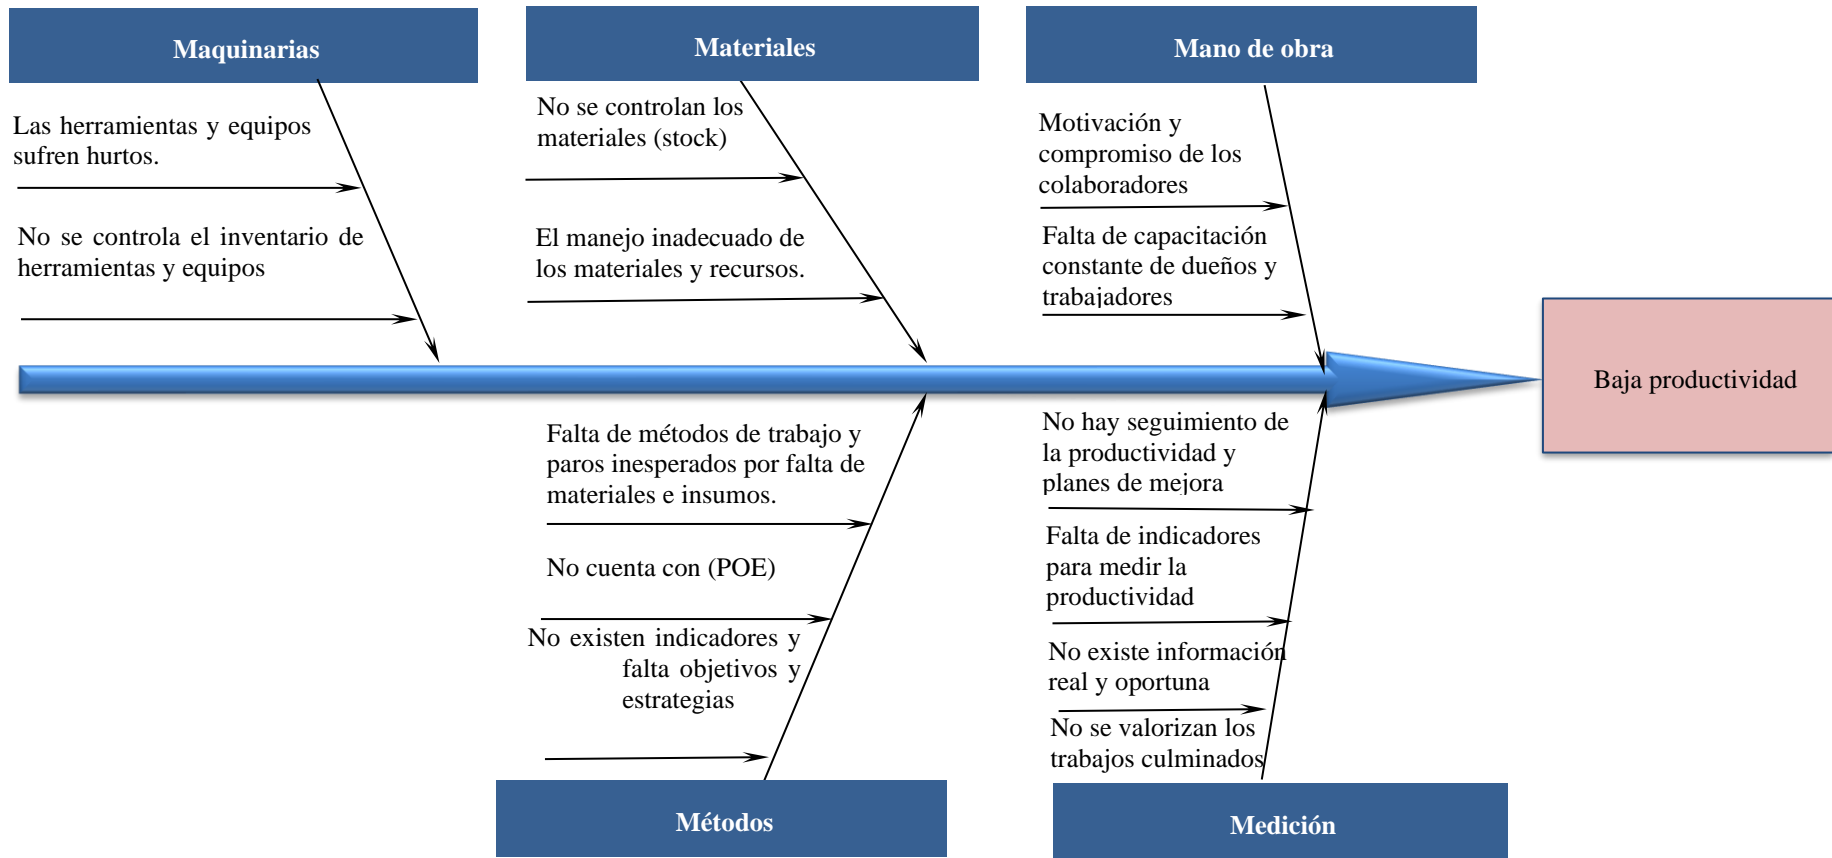 Maquinarias
Materiales
Mano de obra
Las herramientas y equipos
sufren hurtos.
No se controla el inventario de
herramientas y equipos
No se controlan los
materiales (stock)
El manejo inadecuado de
los materiales y recursos.
Motivación y
compromiso de los
colaboradores
Falta de capacitación
constante de dueños y
trabajadores
Baja productividad
Falta de métodos de trabajo y
paros inesperados por falta de
materiales e insumos.
No cuenta con (POE)
No existen indicadores y
falta objetivos y
estrategias
No hay seguimiento de
la productividad y
planes de mejora
Falta de indicadores
para medir la
productividad
No existe información
real y oportuna
No se valorizan los
trabajos culminados
Métodos
Medición